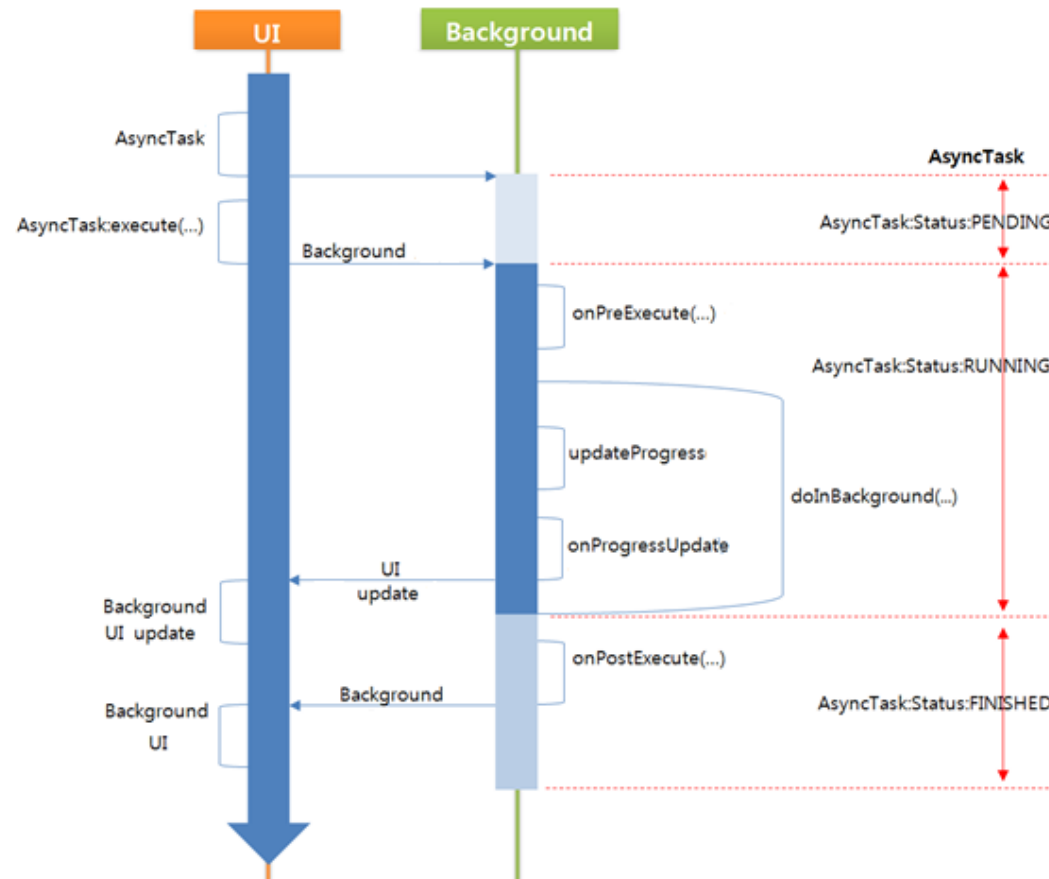 UI
Background
AsyncTask
AsyncTask
AsyncTask:execute(...)
AsyncTask:Status:PENDING
Background
onPreExecute(...)
AsyncTask:Status:RUNNING
updateProgress
doInBackground(...)
onProgressUpdate
UI
update
Background
UI update
onPostExecute(...)
Background
AsyncTask:Status:FINISHED
Background
UI